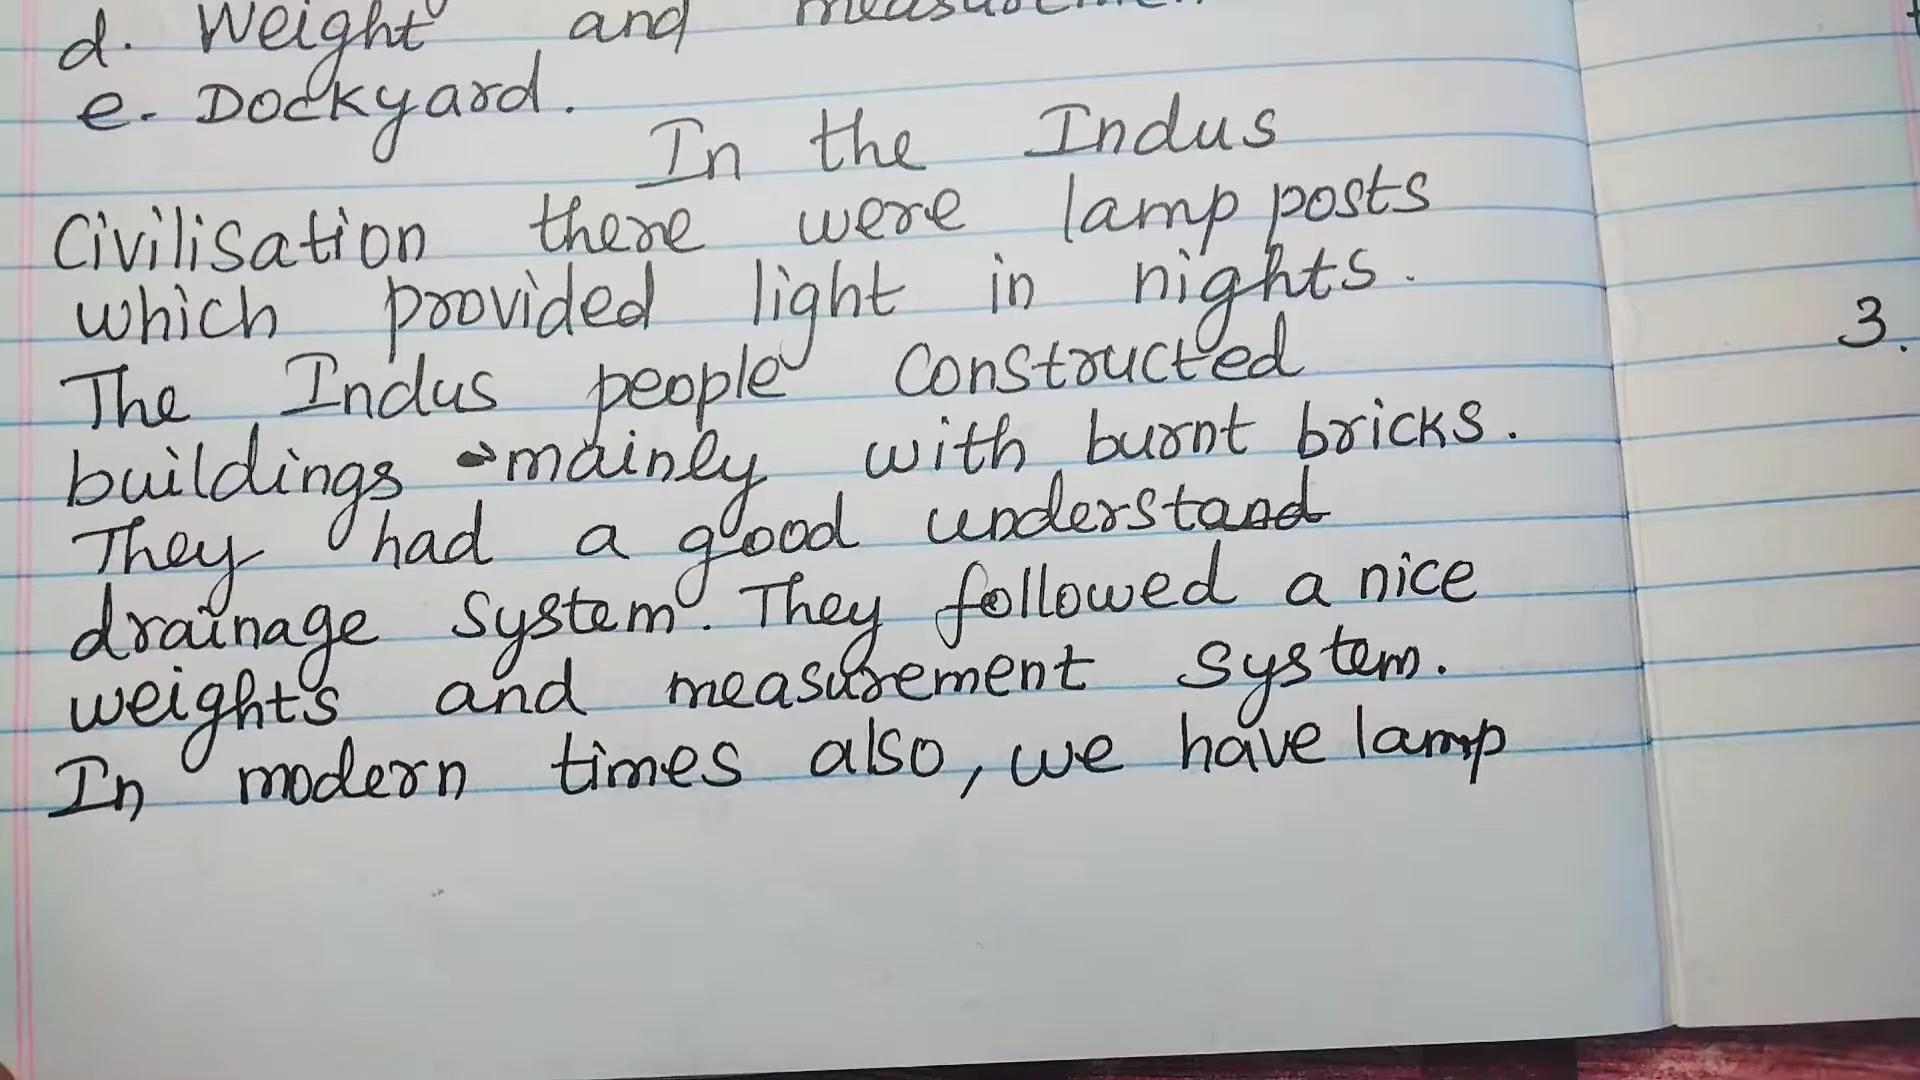 d. Weight and measurement
e. Dockyard.
In the Indus
Civilisation there were lamp posts
which provided light in nights.
The Indus people constructed
buildings mainly with burnt bricks.
They had a good understand
drainage system. They followed a nice
weights and measurement system.
In modern times also, we have lamp
3.